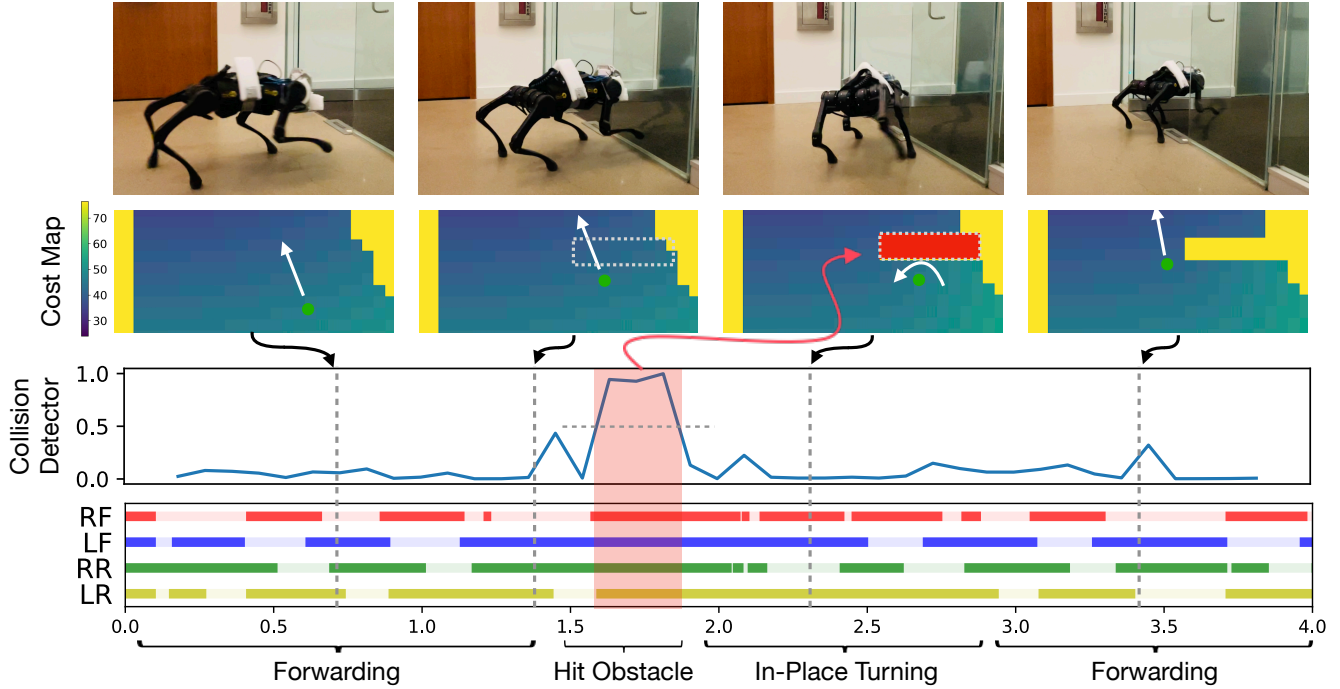 Cost Map
70
60
50
40
30
Collision
Detector
1.0
0.5
0.0
RF
LF
RR
LR
0.0 0.5 1.0 1.5 2.0 2.5 3.0 3.5 4.0
Forwarding Hit Obstacle In-Place Turning Forwarding